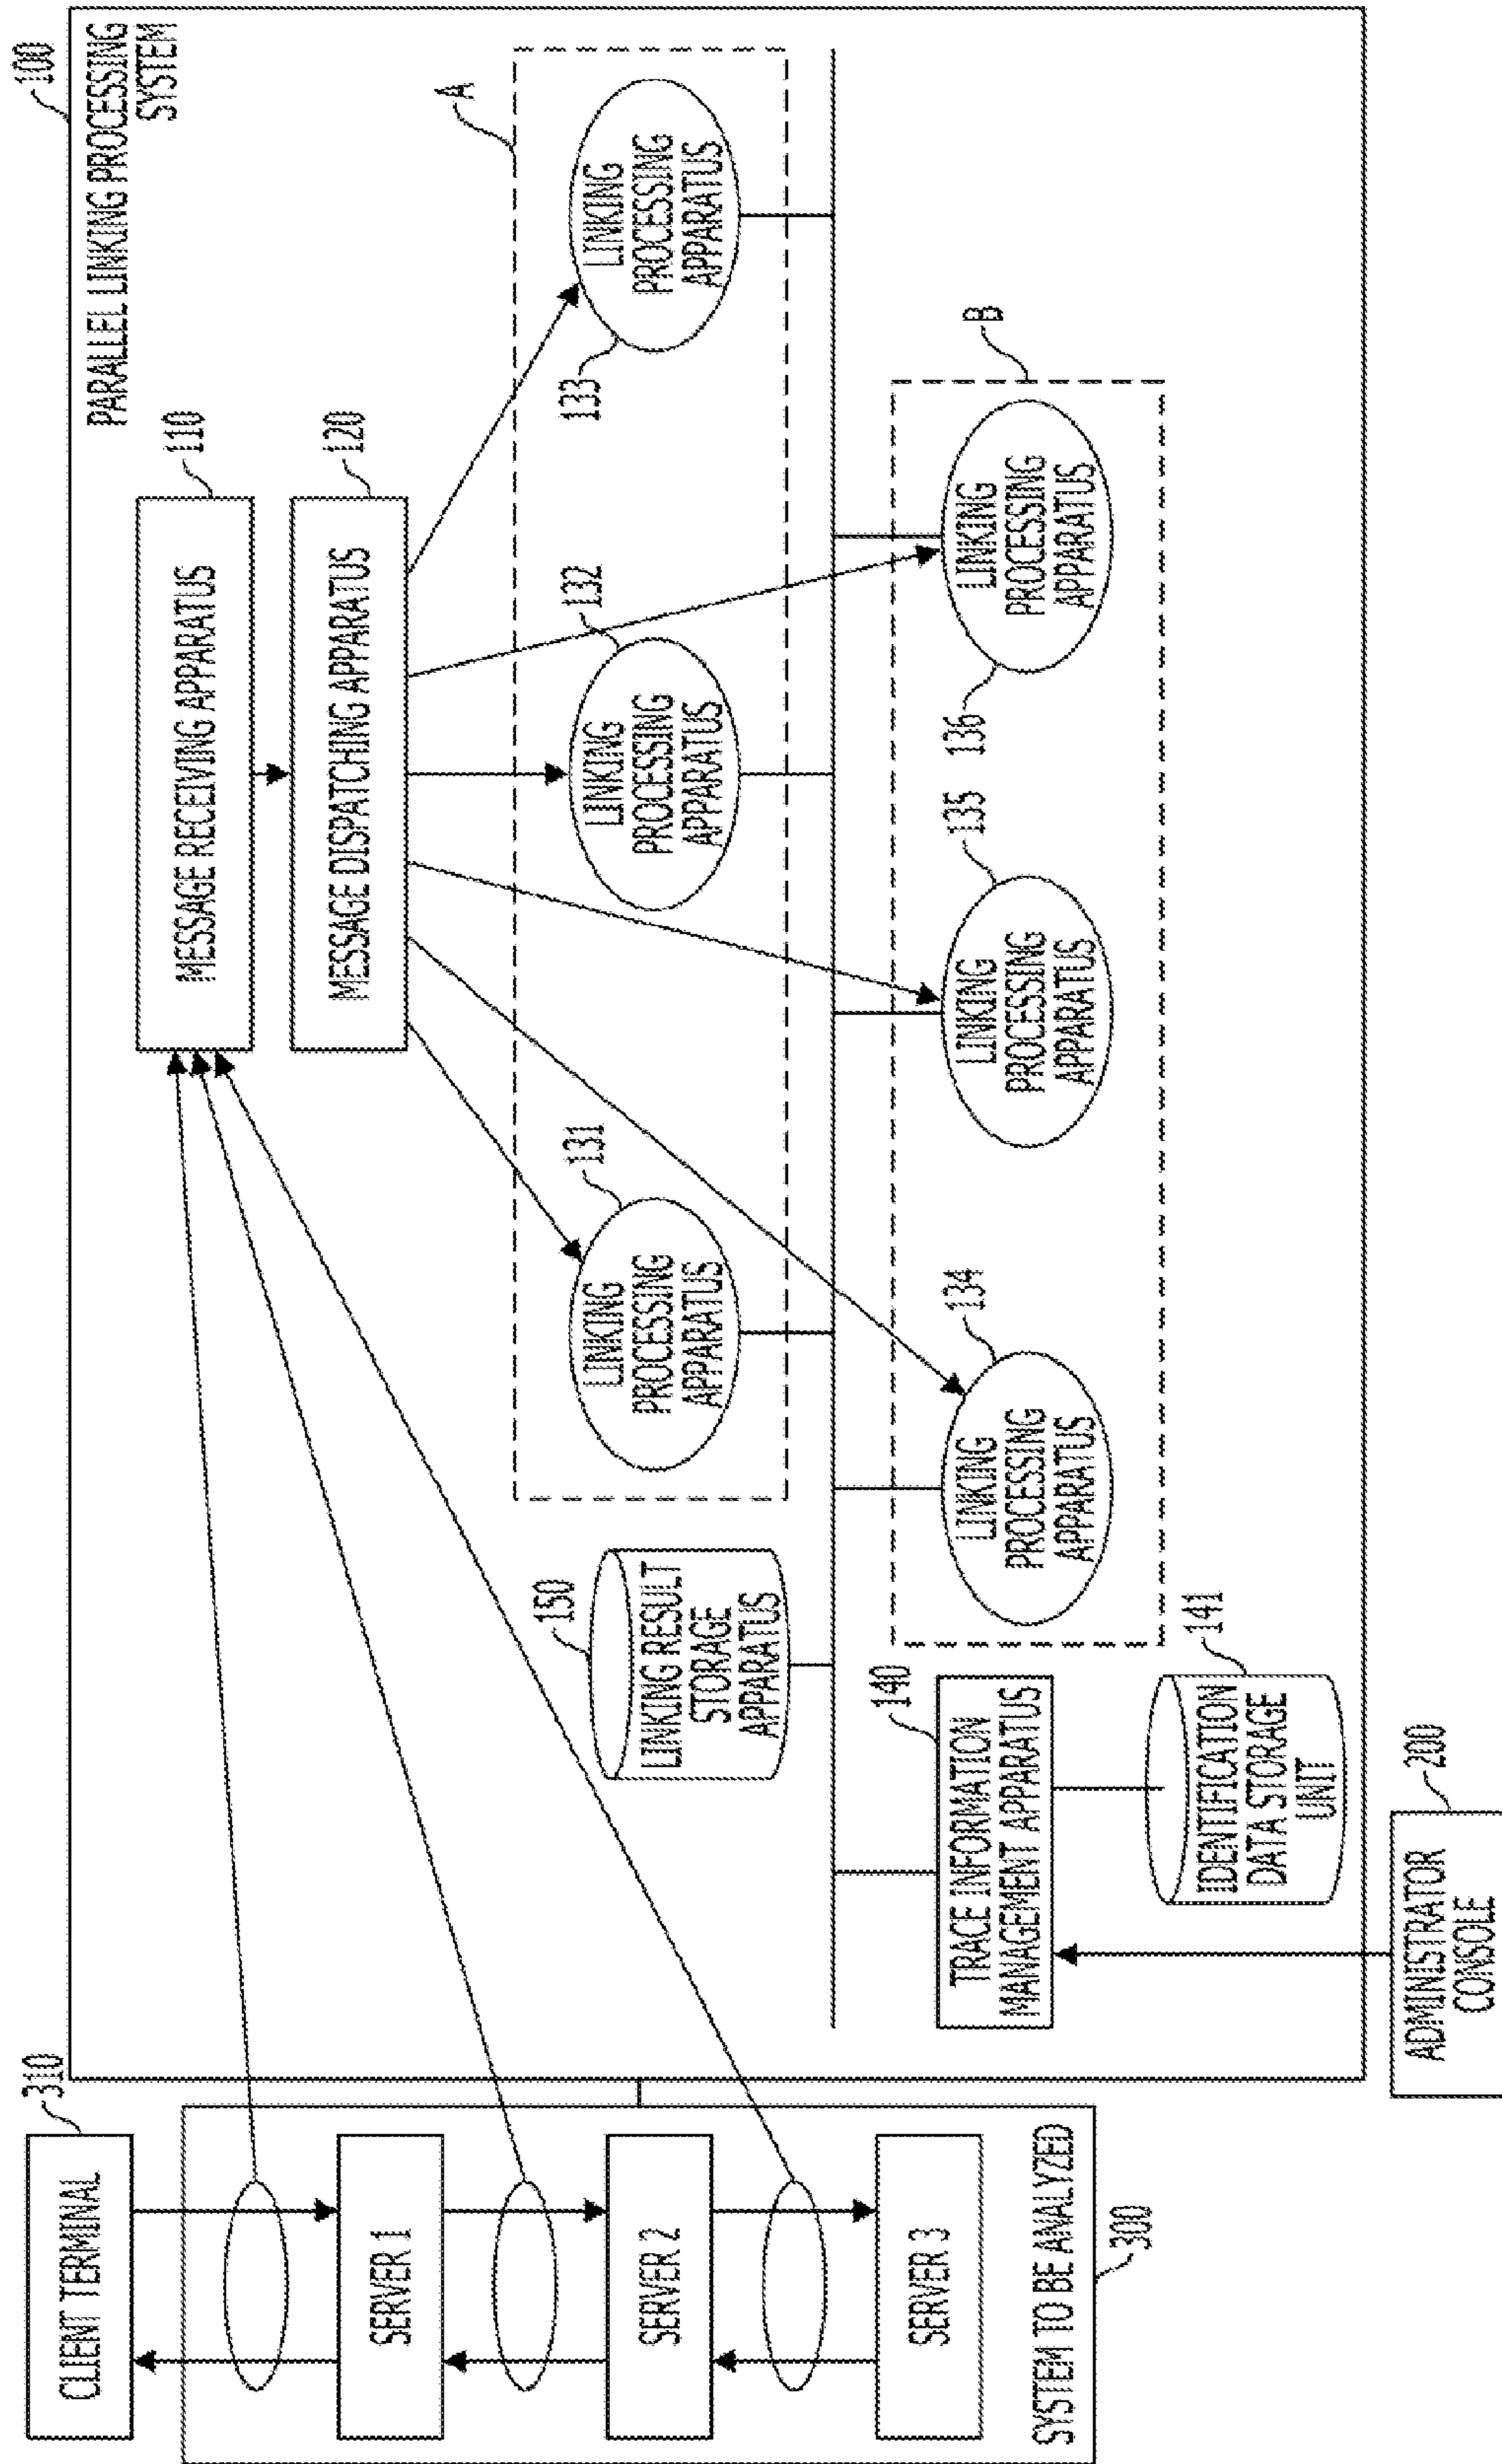 100
PARALLEL LINKING PROCESSING
SYSTEM
110
MESSAGE RECEIVING APPARATUS
120
MESSAGE DISPATCHING APPARATUS
A
131
LINKING
PROCESSING
APPARATUS
132
LINKING
PROCESSING
APPARATUS
133
LINKING
PROCESSING
APPARATUS
150
LINKING RESULT
STORAGE
APPARATUS
B
134
LINKING
PROCESSING
APPARATUS
135
LINKING
PROCESSING
APPARATUS
136
LINKING
PROCESSING
APPARATUS
140
TRACE INFORMATION
MANAGEMENT APPARATUS
141
IDENTIFICATION
DATA STORAGE
UNIT
200
ADMINISTRATOR
CONSOLE
310
CLIENT TERMINAL
SERVER 1
SERVER 2
SERVER 3
SYSTEM TO BE ANALYZED
300